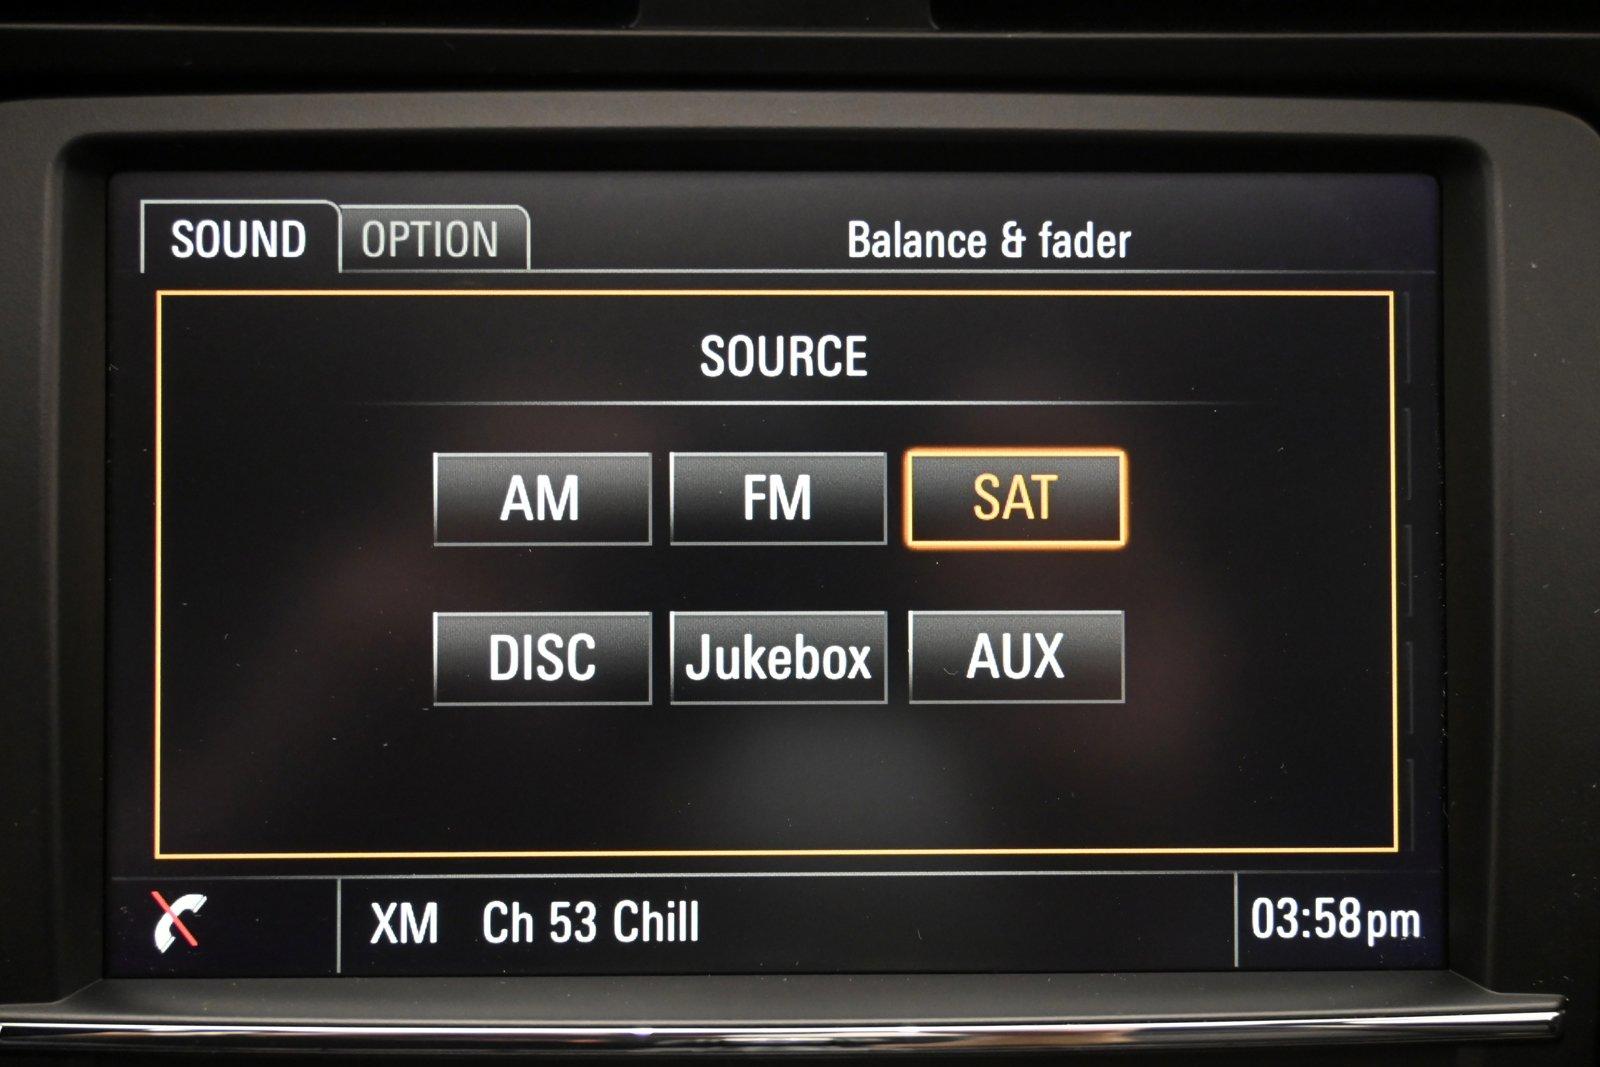 SOUND OPTION Balance & fader
SOURCE
AM FM SAT
DISC Jukebox AUX
XM Ch 53 Chill 03:58pm